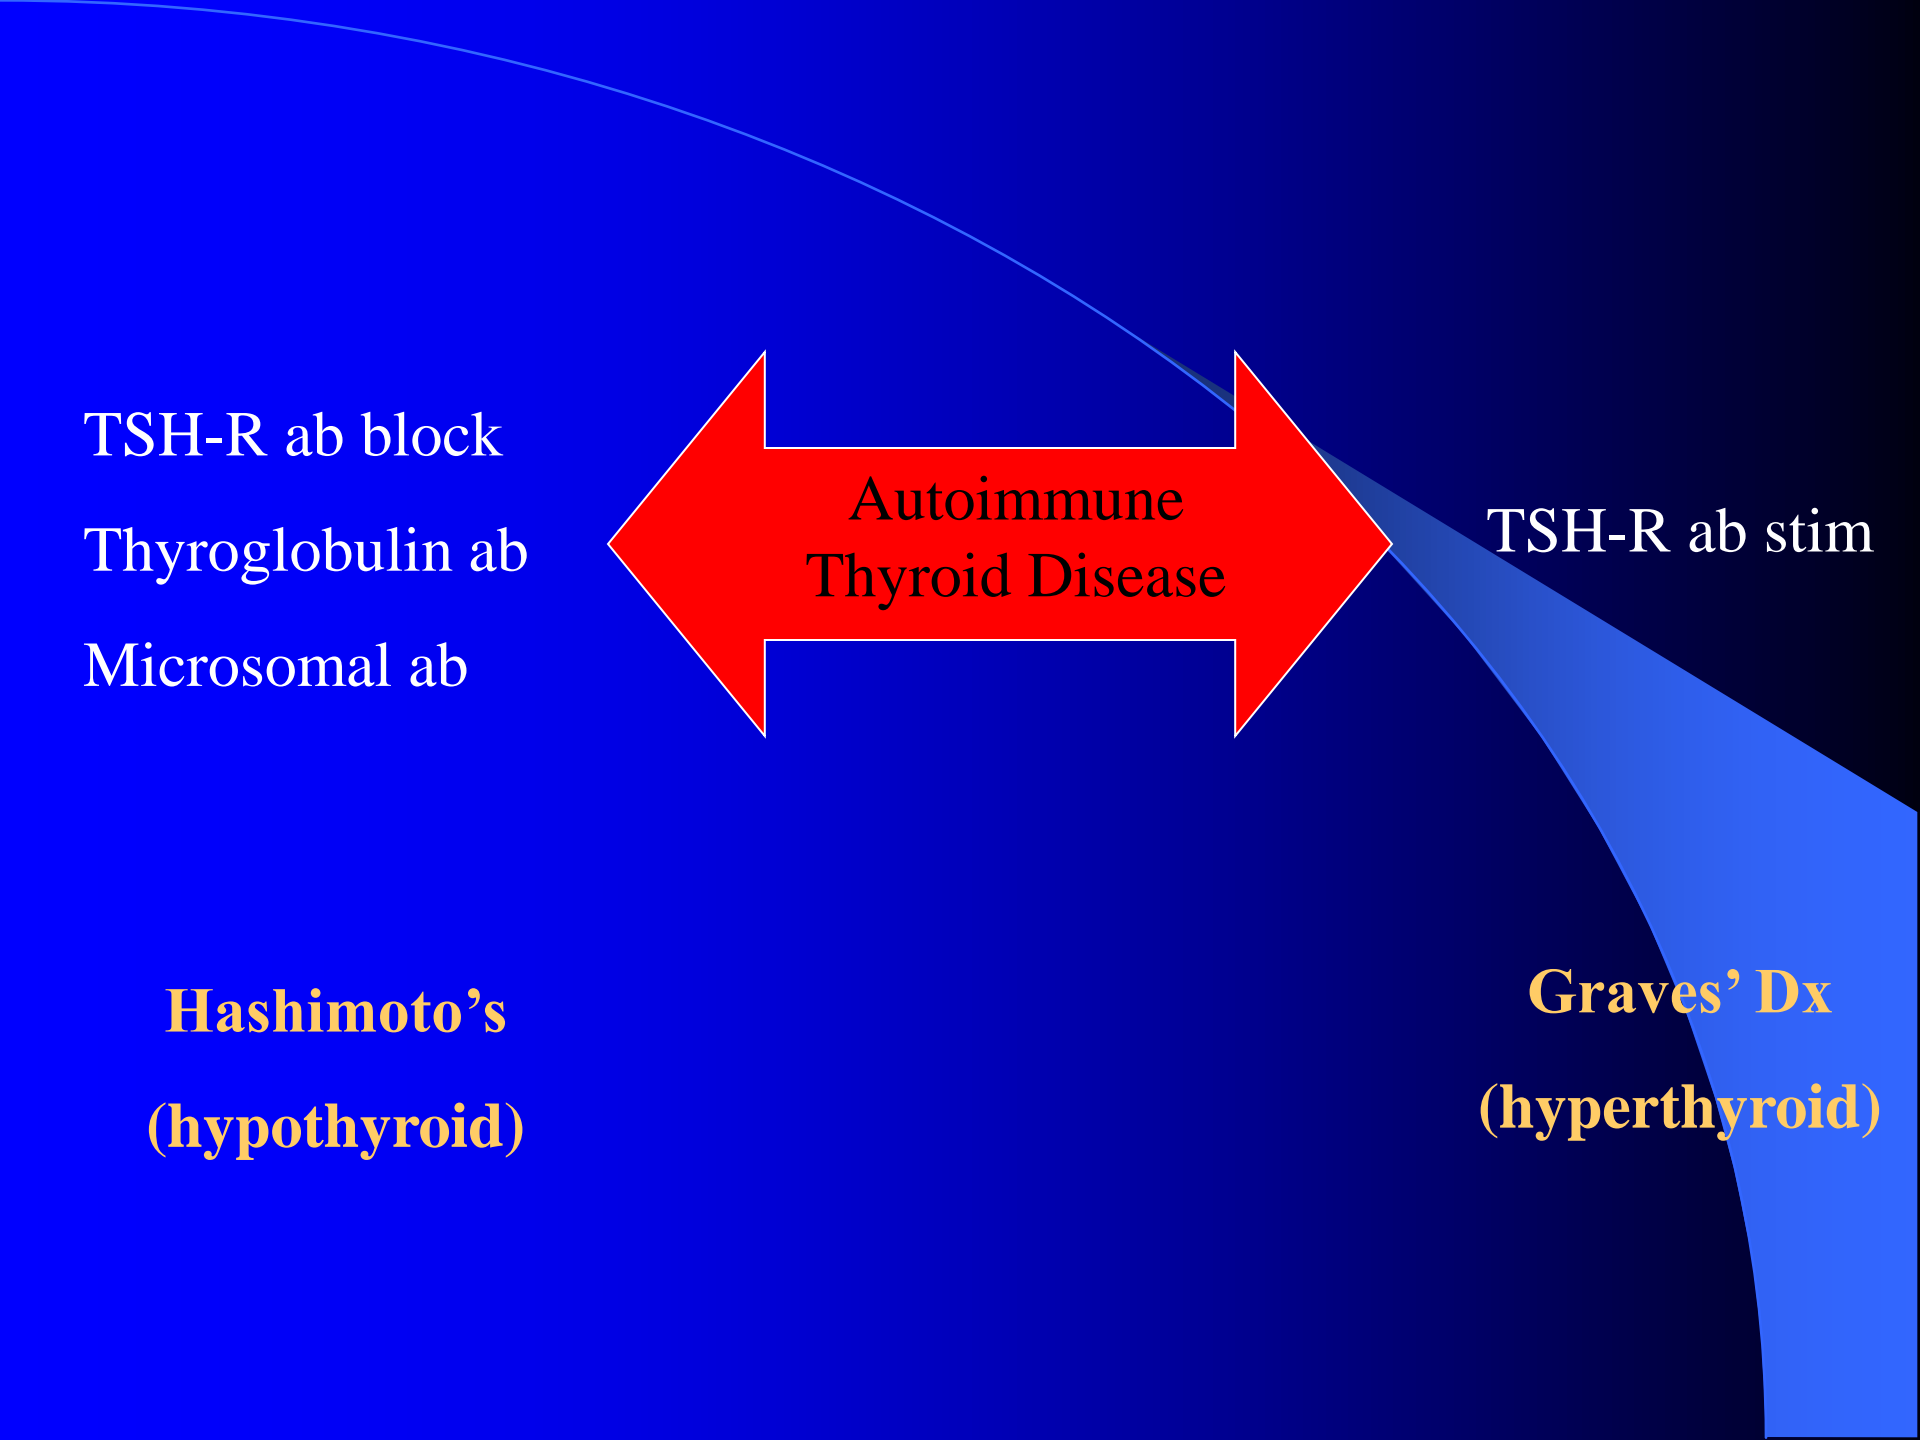 TSH-R ab block
Thyroglobulin ab
Microsomal ab
Autoimmune
Thyroid Disease
TSH-R ab stim
Hashimoto’s
(hypothyroid)
Graves’ Dx
(hyperthyroid)